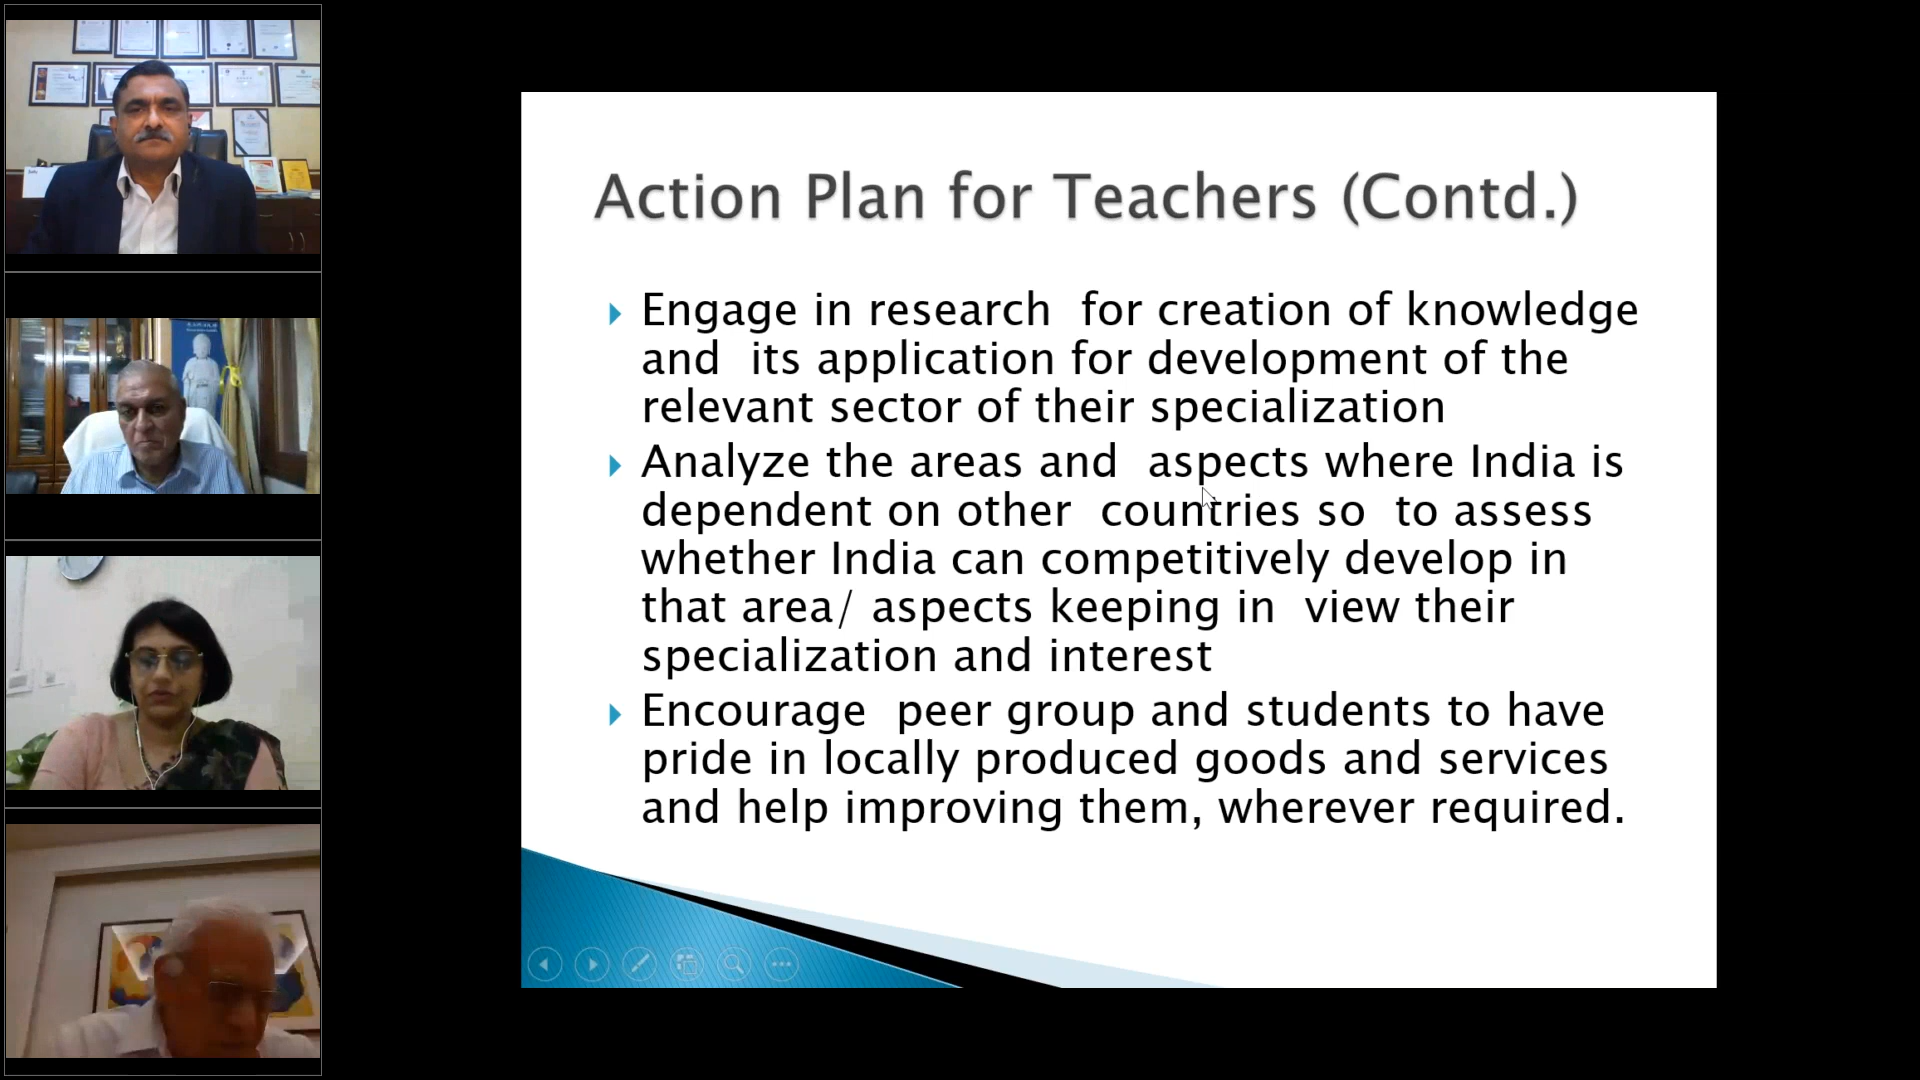 Action Plan for Teachers (Contd.)
Engage in research  for creation of knowledge
and  its application for development of the
relevant sector of their specialization
Analyze the areas and  aspects where India is
dependent on other  countries so  to assess
whether India can competitively develop in
that area/ aspects keeping in  view their
specialization and interest
Encourage  peer group and students to have
pride in locally produced goods and services
and help improving them, wherever required.